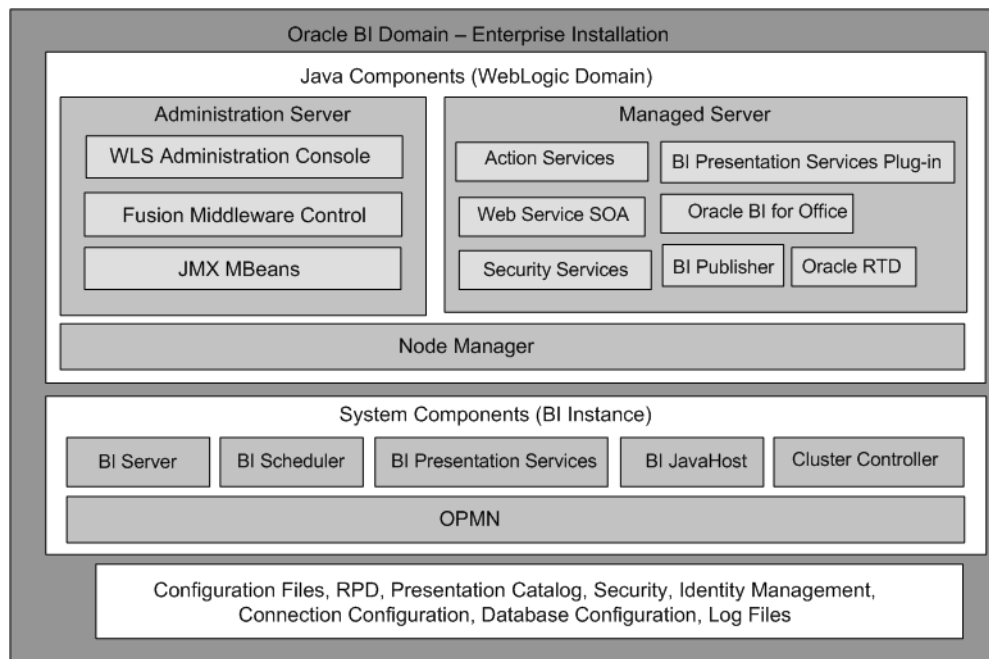 Oracle BI Domain – Enterprise Installation
Java Components (WebLogic Domain)
Administration Server
WLS Administration Console
Fusion Middleware Control
JMX MBeans
Managed Server
Action Services
BI Presentation Services Plug-in
Web Service SOA
Oracle BI for Office
Security Services
BI Publisher
Oracle RTD
Node Manager
System Components (BI Instance)
BI Server
BI Scheduler
BI Presentation Services
BI JavaHost
Cluster Controller
OPMN
Configuration Files, RPD, Presentation Catalog, Security, Identity Management,
Connection Configuration, Database Configuration, Log Files